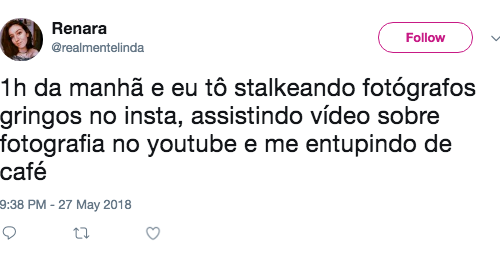 Renara
@realmentelinda
Follow
1h da manhã e eu tô stalkeando fotógrafos
gringos no insta, assistindo vídeo sobre
fotografia no youtube e me entupindo de
café
9:38 PM - 27 May 2018